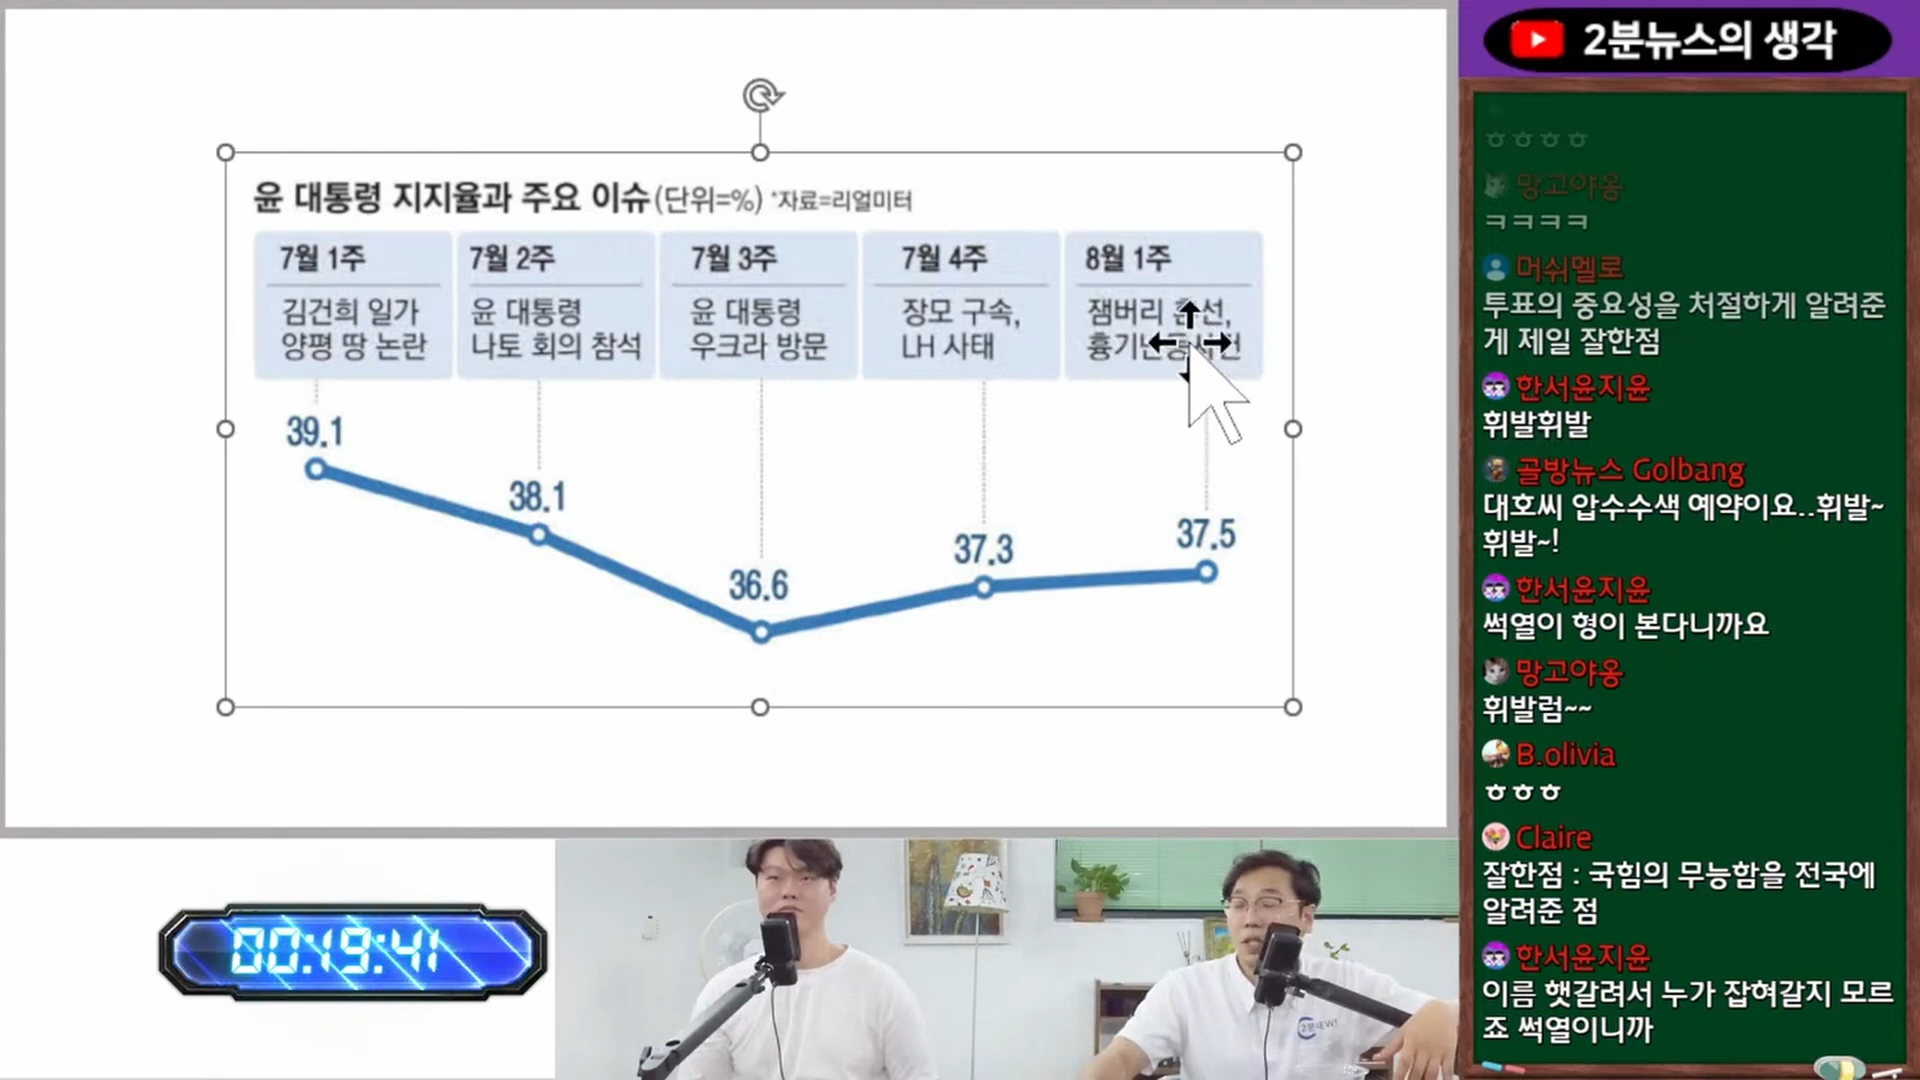 윤 대통령 지지율과 주요 이슈(단위=%) *자료=리얼미터
7월 1주
김건희 일가
양평 땅 논란
7월 2주
윤 대통령
나토 회의 참석
7월 3주
윤 대통령
우크라 방문
7월 4주
장모 구속,
LH 사태
8월 1주
잼버리
39.1
38.1
36.6
37.3
37.5
00:19:41
2분뉴스의 생각
ㅎㅎㅎㅎ
망고야옹
ㅋㅋㅋㅋ
머쉬멜로
투표의 중요성을 처절하게 알려준
게 제일 잘한점
한서윤지윤
휘발휘발
골방뉴스 Golbang
대호씨 압수수색 예약이요..휘발~
휘발~!
한서윤지윤
썩열이 형이 본다니까요
망고야옹
휘발럼~~
B.olivia
ㅎㅎㅎ
Claire
잘한점 : 국힘의 무능함을 전국에
알려준 점
한서윤지윤
이름 햇갈려서 누가 잡혀갈지 모르
죠 썩열이니까